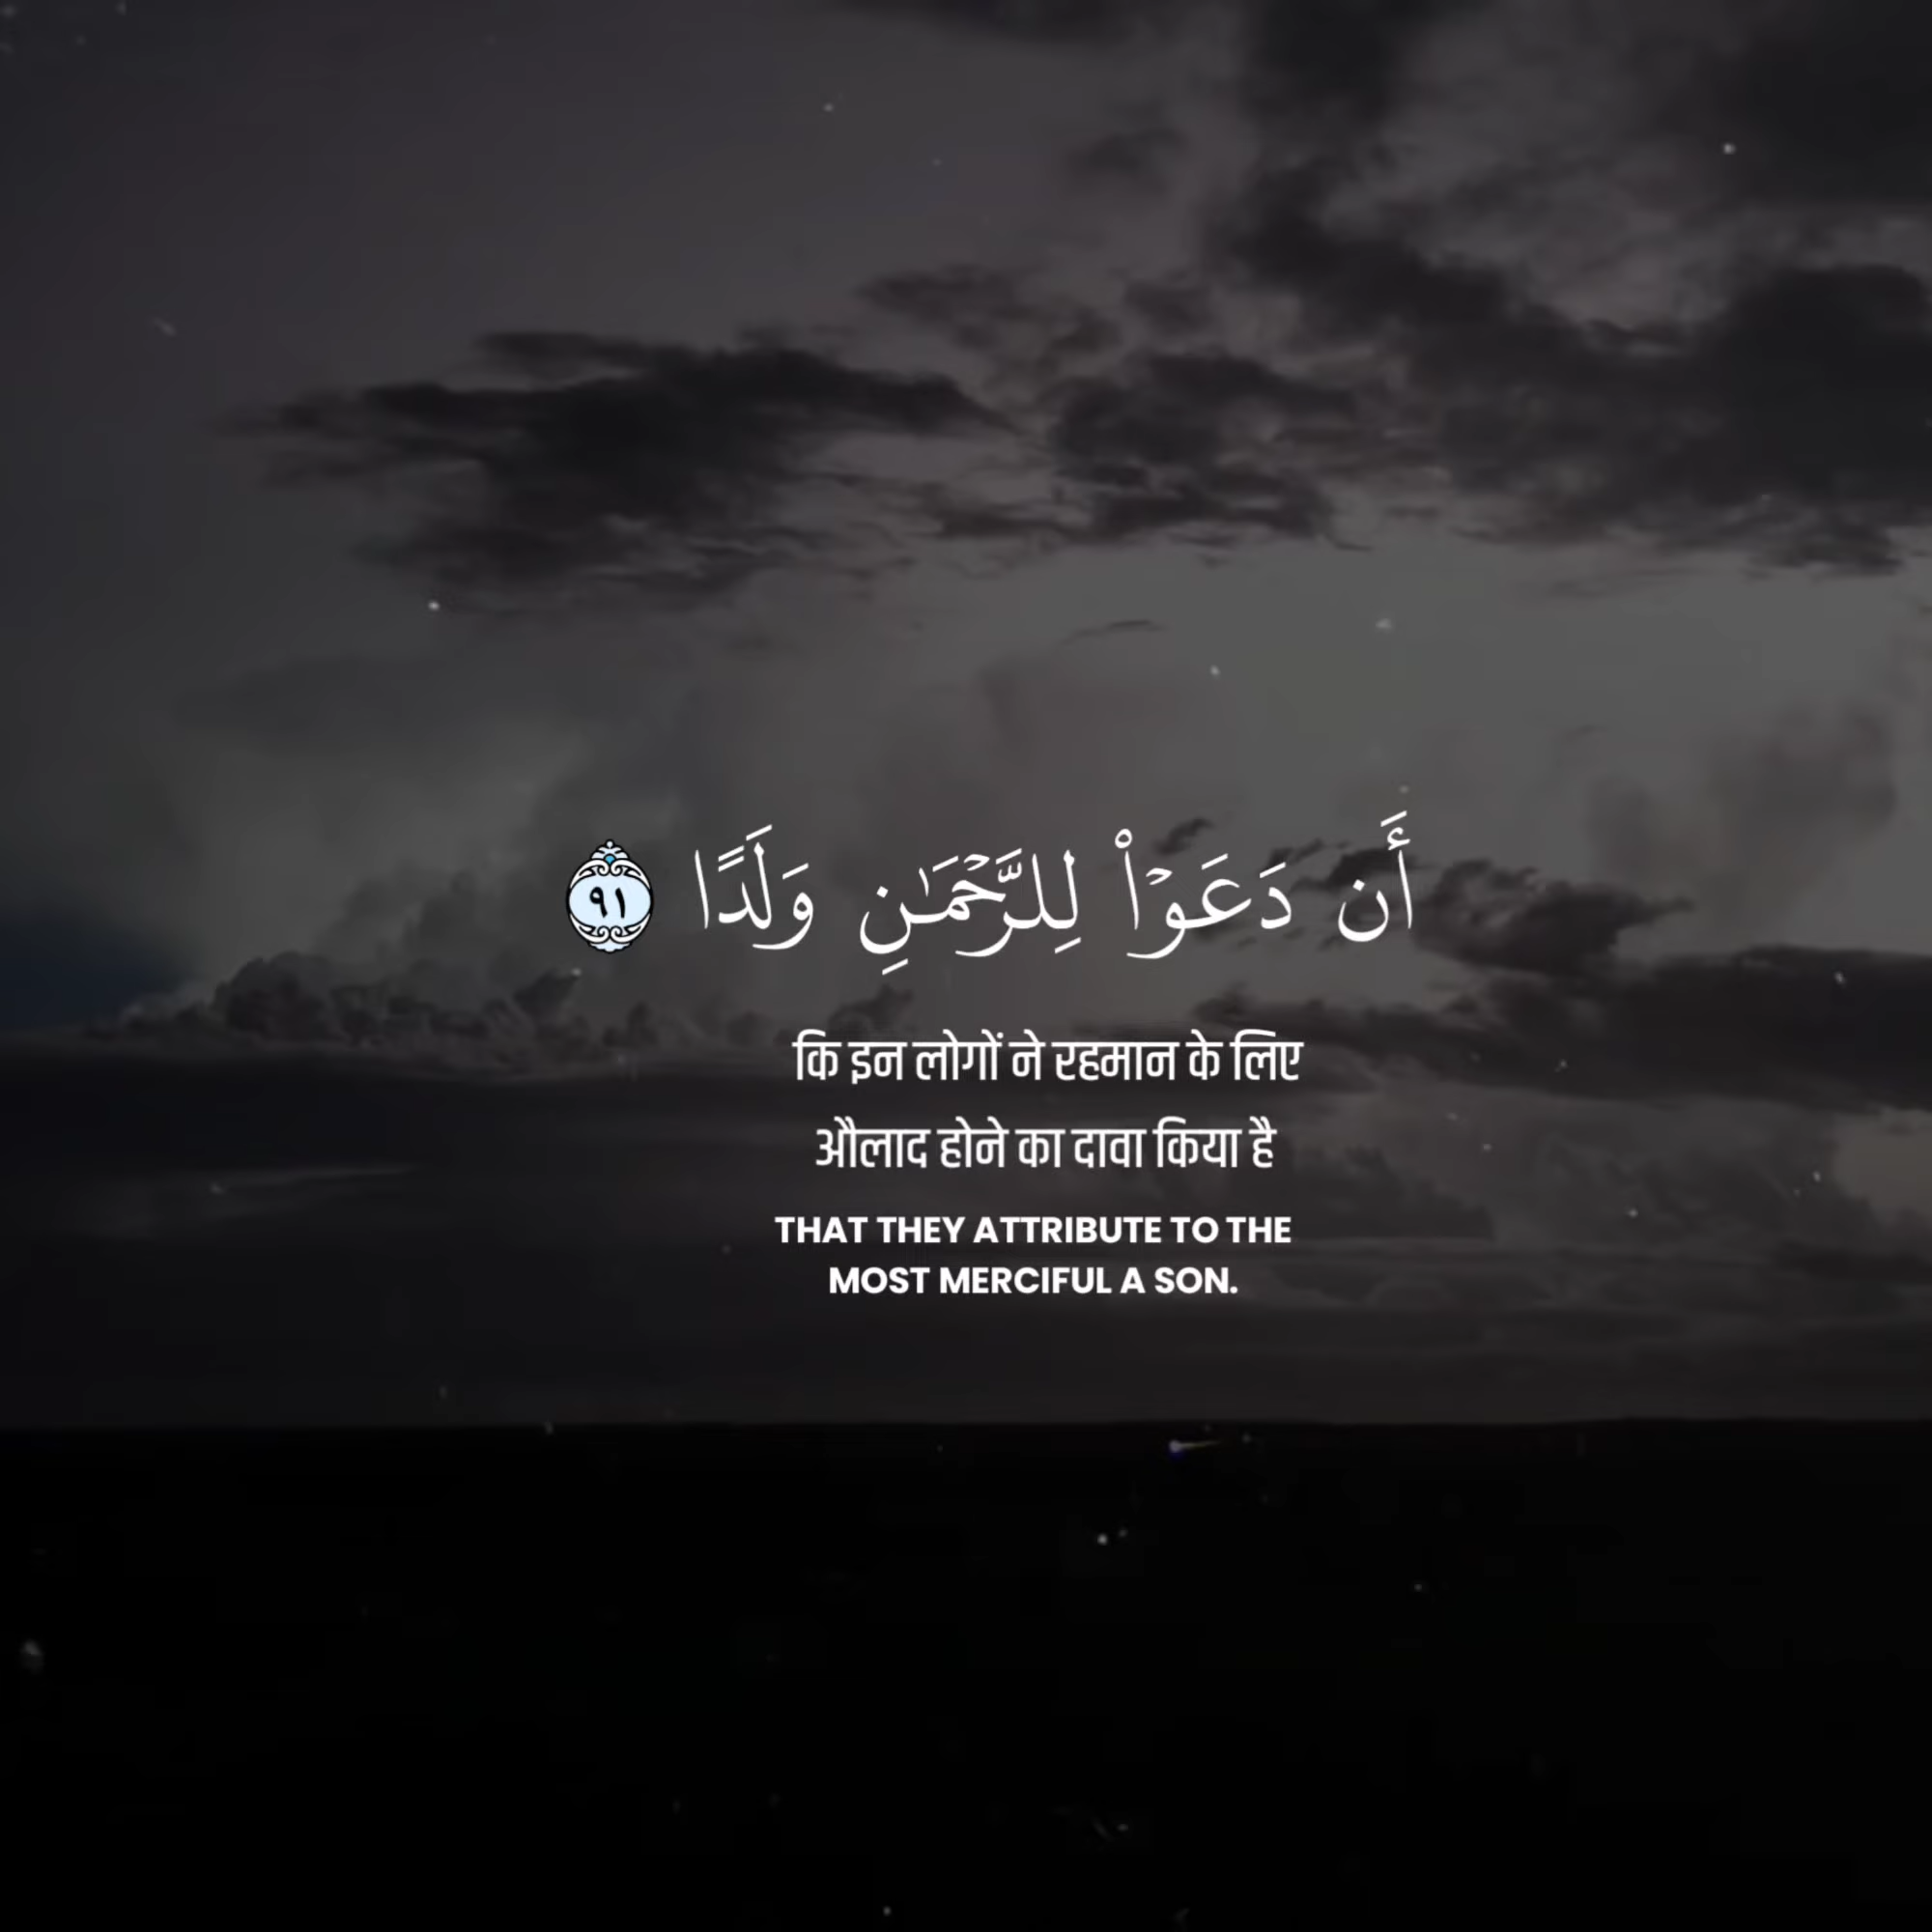 أَن دَعَوْا۟ لِلرَّحْمَـٰنِ وَلَدًا ٩١
कि इन लोगों ने रहमान के लिए
औलाद होने का दावा किया है
THAT THEY ATTRIBUTE TO THE
MOST MERCIFUL A SON.